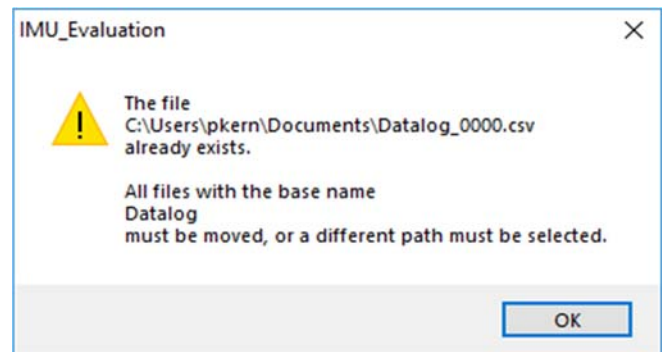 IMU_Evaluation
The file
C:\Users\pkern\Documents\Datalog_0000.csv
already exists.
All files with the base name
Datalog
must be moved, or a different path must be selected.
OK